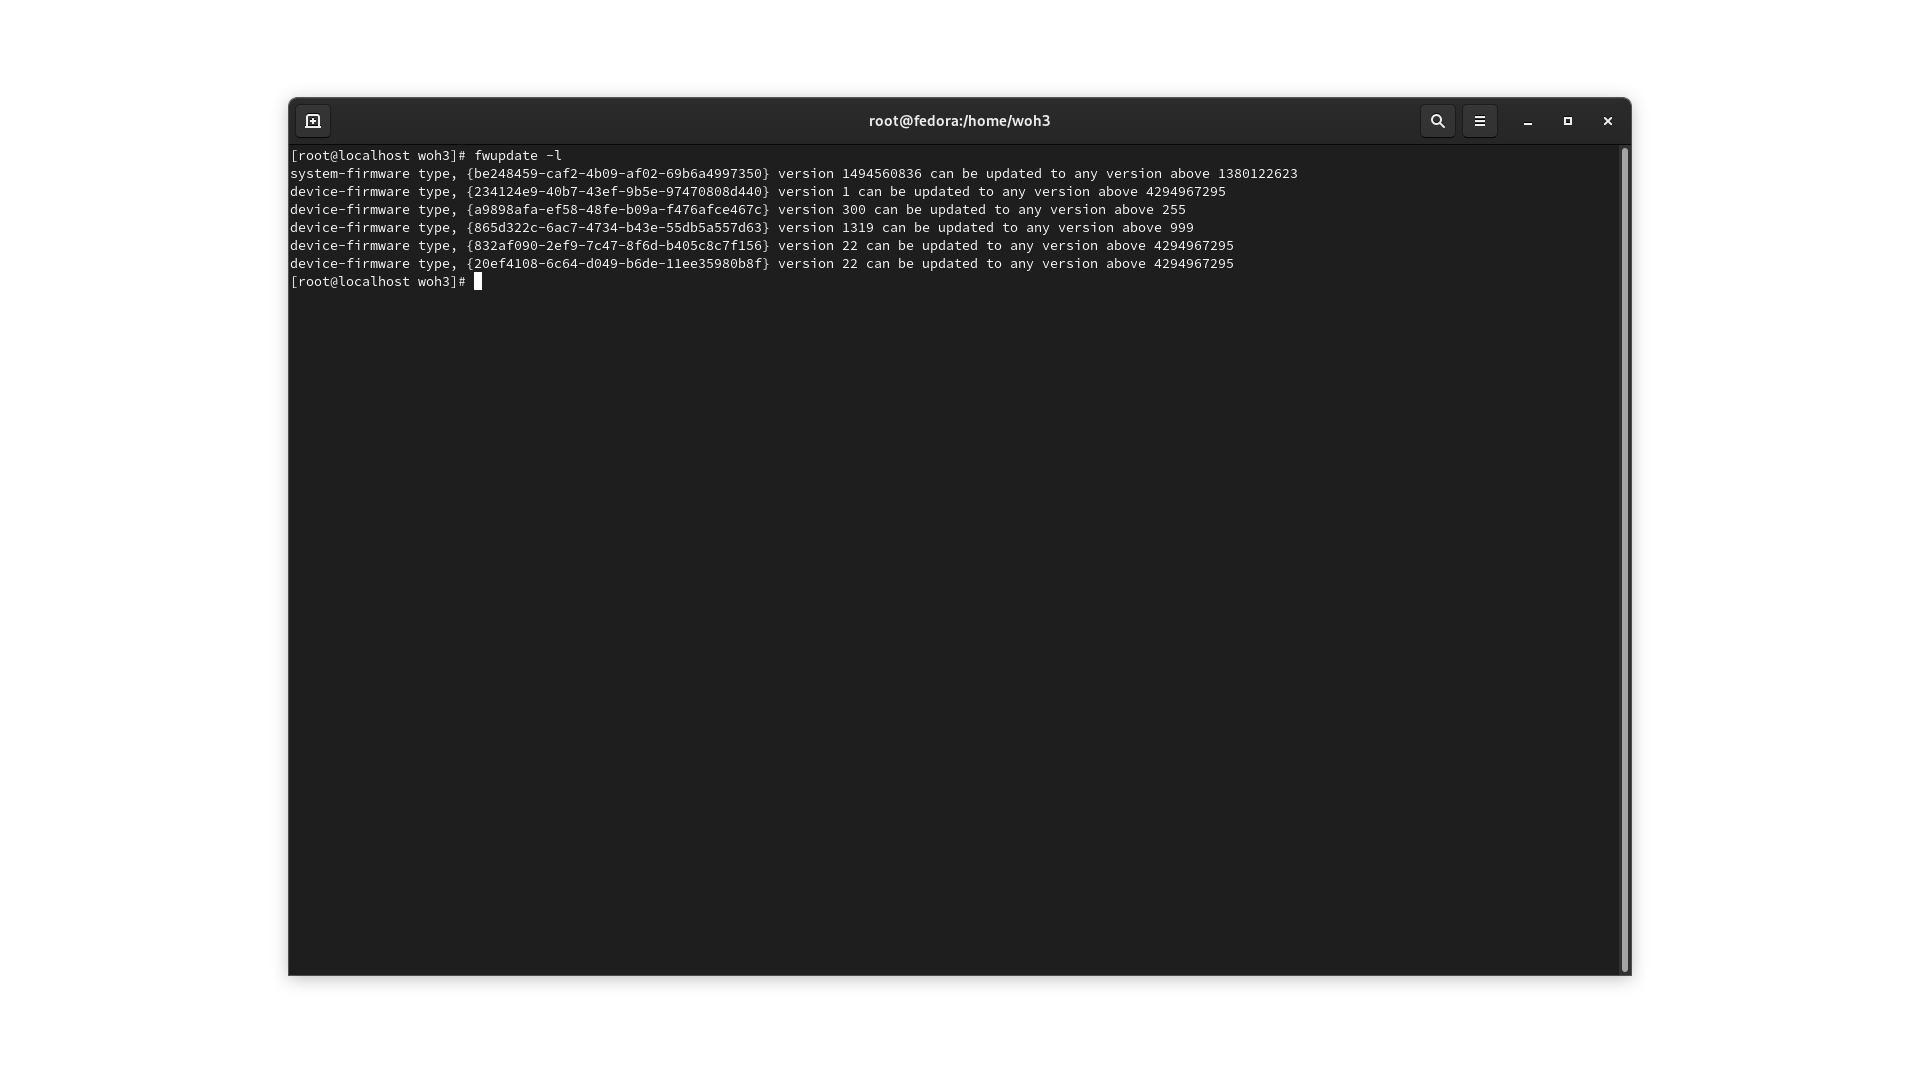 root@fedora:/home/woh3
[root@localhost woh3]# fwupdate -l
system-firmware type, {be248459-caf2-4b09-af02-69b6a4997350} version 1494560836 can be updated to any version above 1380122623
device-firmware type, {234124e9-40b7-43ef-9b5e-97470808d440} version 1 can be updated to any version above 4294967295
device-firmware type, {a9898afa-ef58-48fe-b09a-f476afce467c} version 300 can be updated to any version above 255
device-firmware type, {865d322c-6ac7-4734-b43e-55db5a557d63} version 1319 can be updated to any version above 999
device-firmware type, {832af090-2ef9-7c47-8f6d-b405c8c7f156} version 22 can be updated to any version above 4294967295
device-firmware type, {20ef4108-6c64-d049-b6de-11ee35980b8f} version 22 can be updated to any version above 4294967295
[root@localhost woh3]#